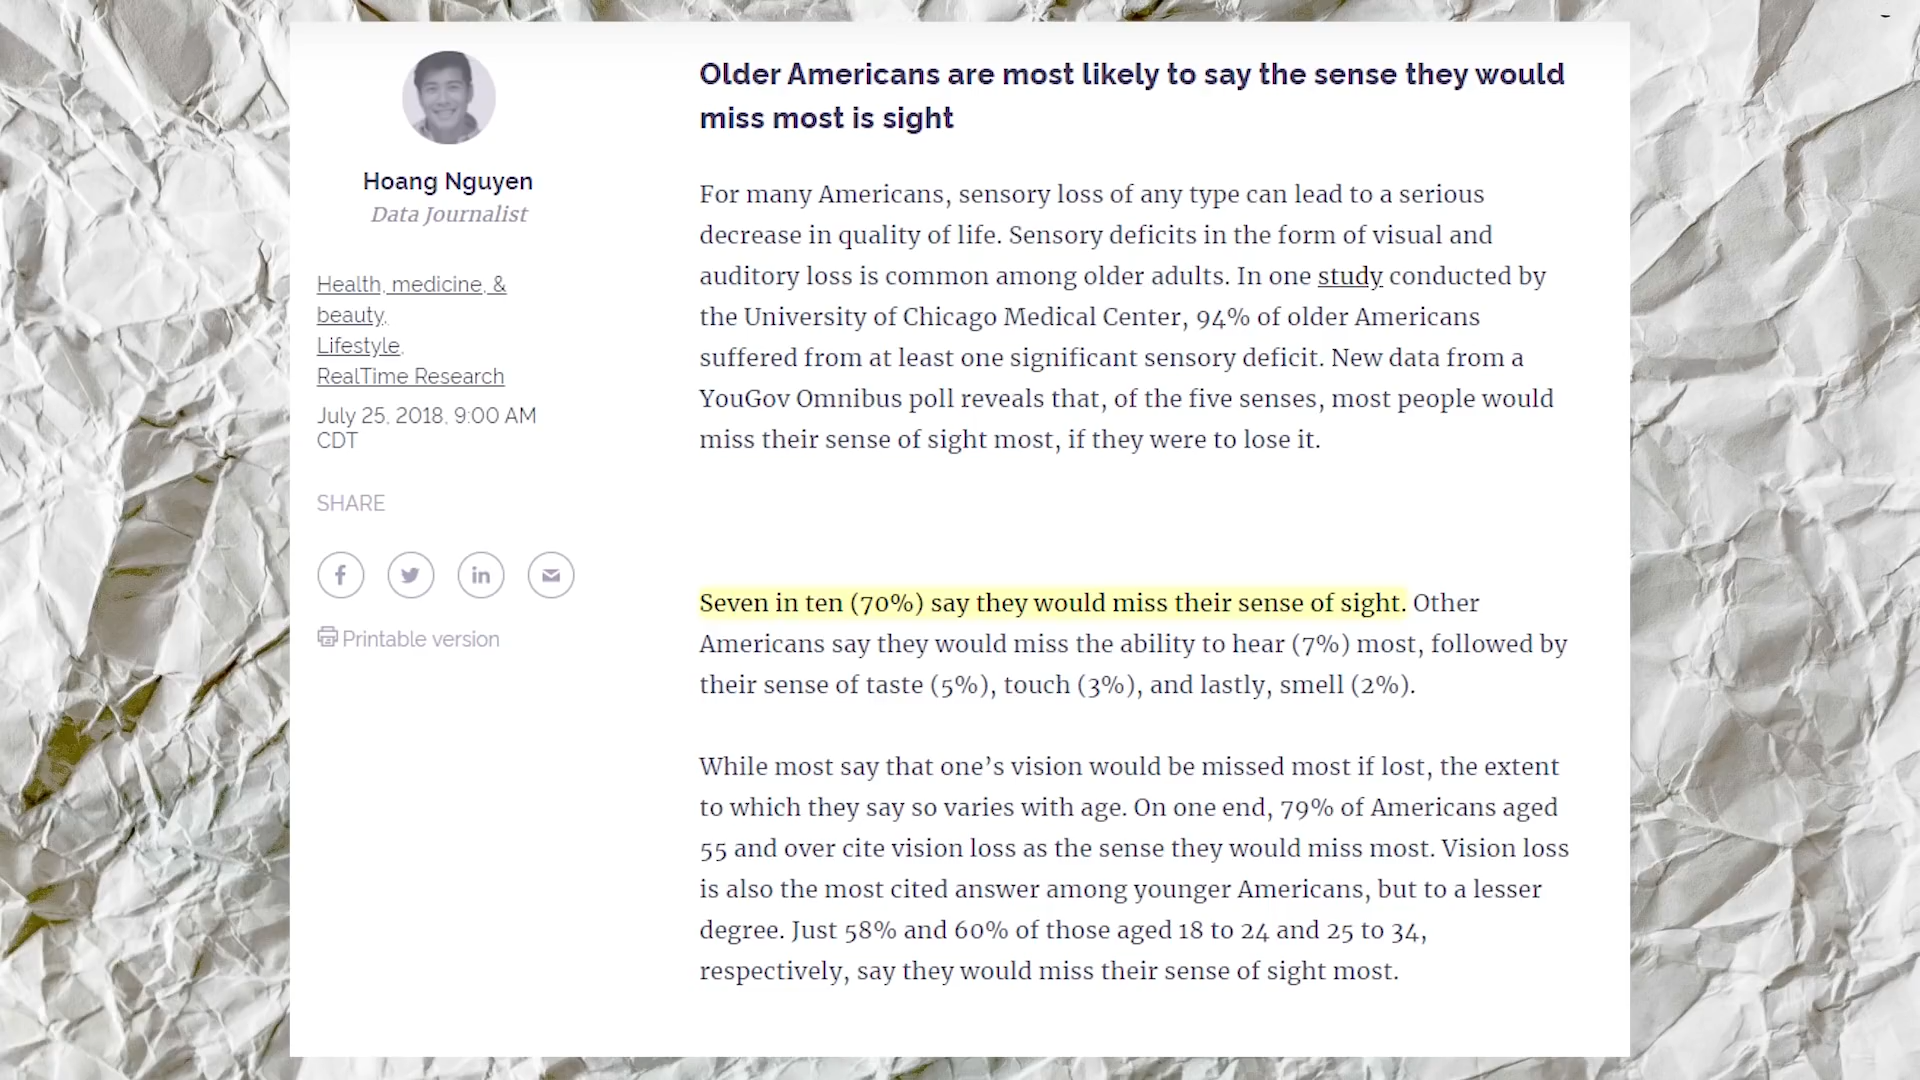 Hoang Nguyen
Data Journalist
Health, medicine, &
beauty,
Lifestyle,
RealTime Research
July 25, 2018, 9:00 AM
CDT
SHARE
Printable version
Older Americans are most likely to say the sense they would
miss most is sight
For many Americans, sensory loss of any type can lead to a serious
decrease in quality of life. Sensory deficits in the form of visual and
auditory loss is common among older adults. In one study conducted by
the University of Chicago Medical Center, 94% of older Americans
suffered from at least one significant sensory deficit. New data from a
YouGov Omnibus poll reveals that, of the five senses, most people would
miss their sense of sight most, if they were to lose it.
Seven in ten (70%) say they would miss their sense of sight. Other
Americans say they would miss the ability to hear (7%) most, followed by
their sense of taste (5%), touch (3%), and lastly, smell (2%).
While most say that one’s vision would be missed most if lost, the extent
to which they say so varies with age. On one end, 79% of Americans aged
55 and over cite vision loss as the sense they would miss most. Vision loss
is also the most cited answer among younger Americans, but to a lesser
degree. Just 58% and 60% of those aged 18 to 24 and 25 to 34,
respectively, say they would miss their sense of sight most.